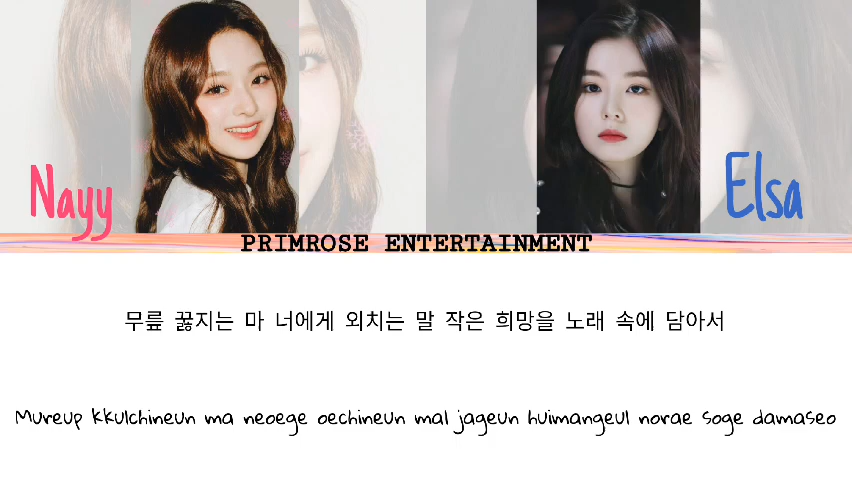 Nayy
Elsa
PRIMROSE ENTERTAINMENT
무릎 꿇지는 마 너에게 외치는 말 작은 희망을 노래 속에 담아서
Mureup kkulchineun ma neoege oechineun mal jageun huimangeul norae soge damaseo